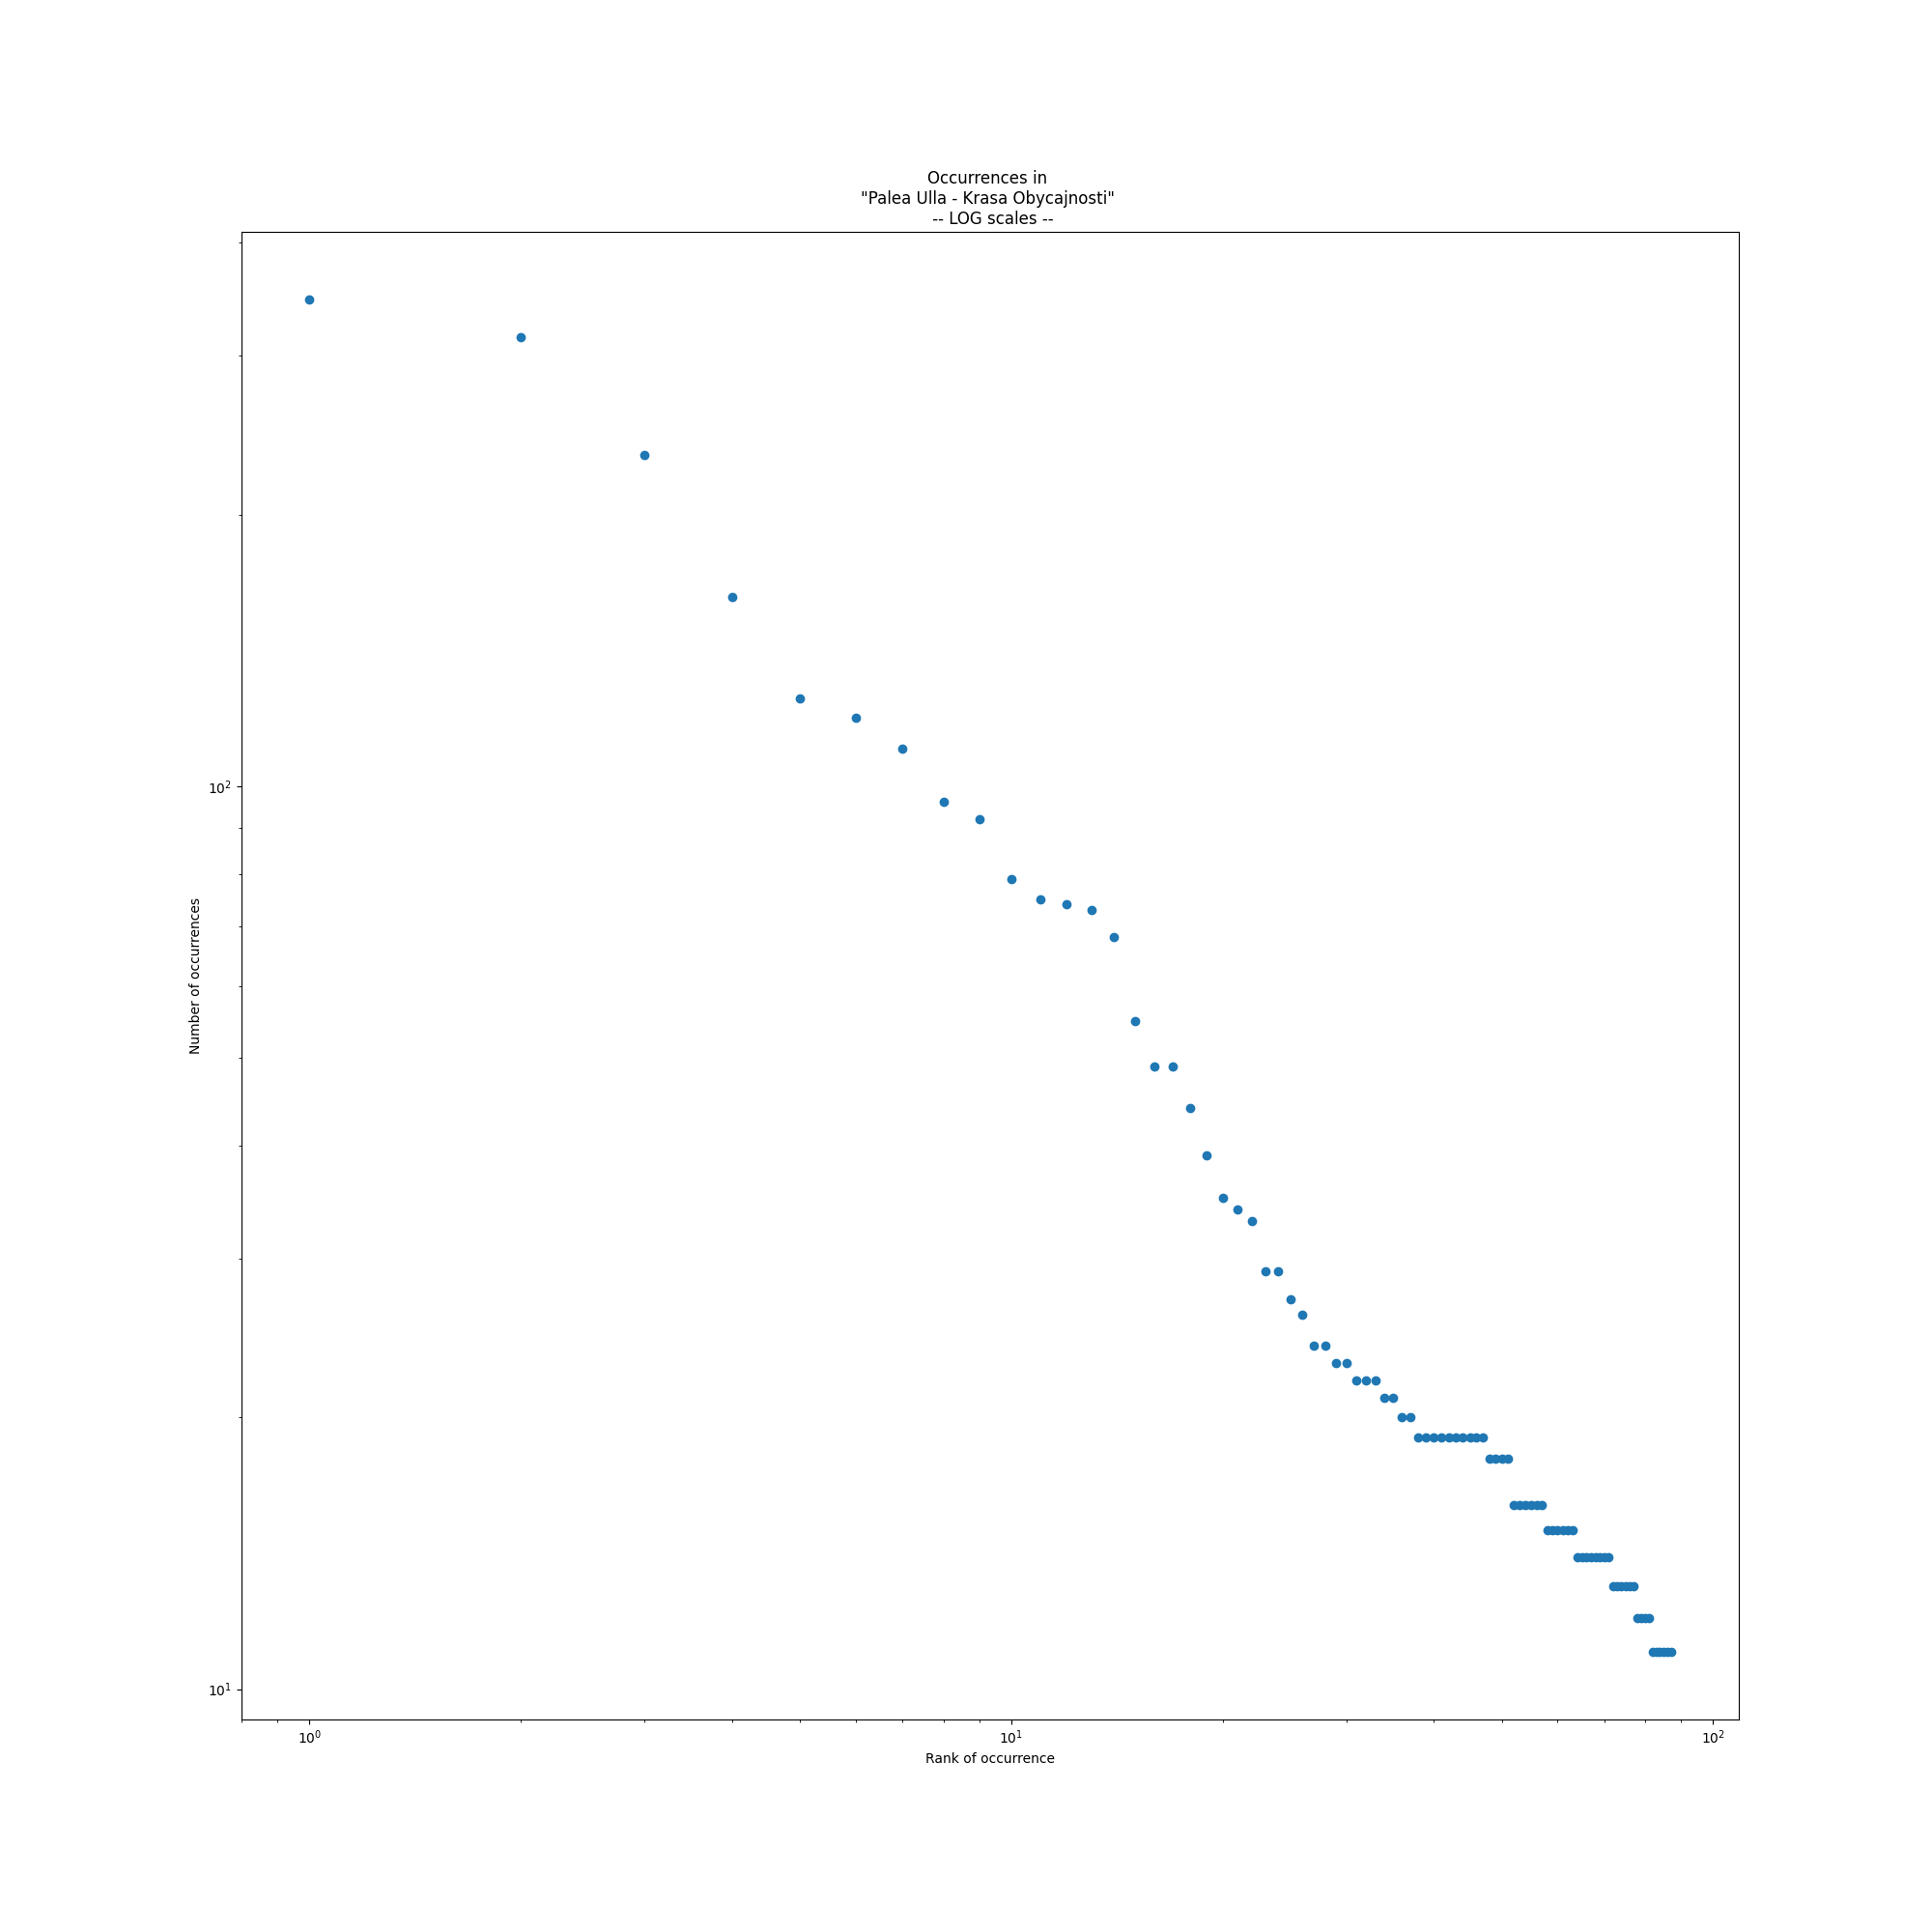 Occurrences in
"Palea Ulla - Krasa Obycajnosti"
-- LOG scales --
Number of occurrences
10²
10¹
10⁰
10¹
10²
Rank of occurrence